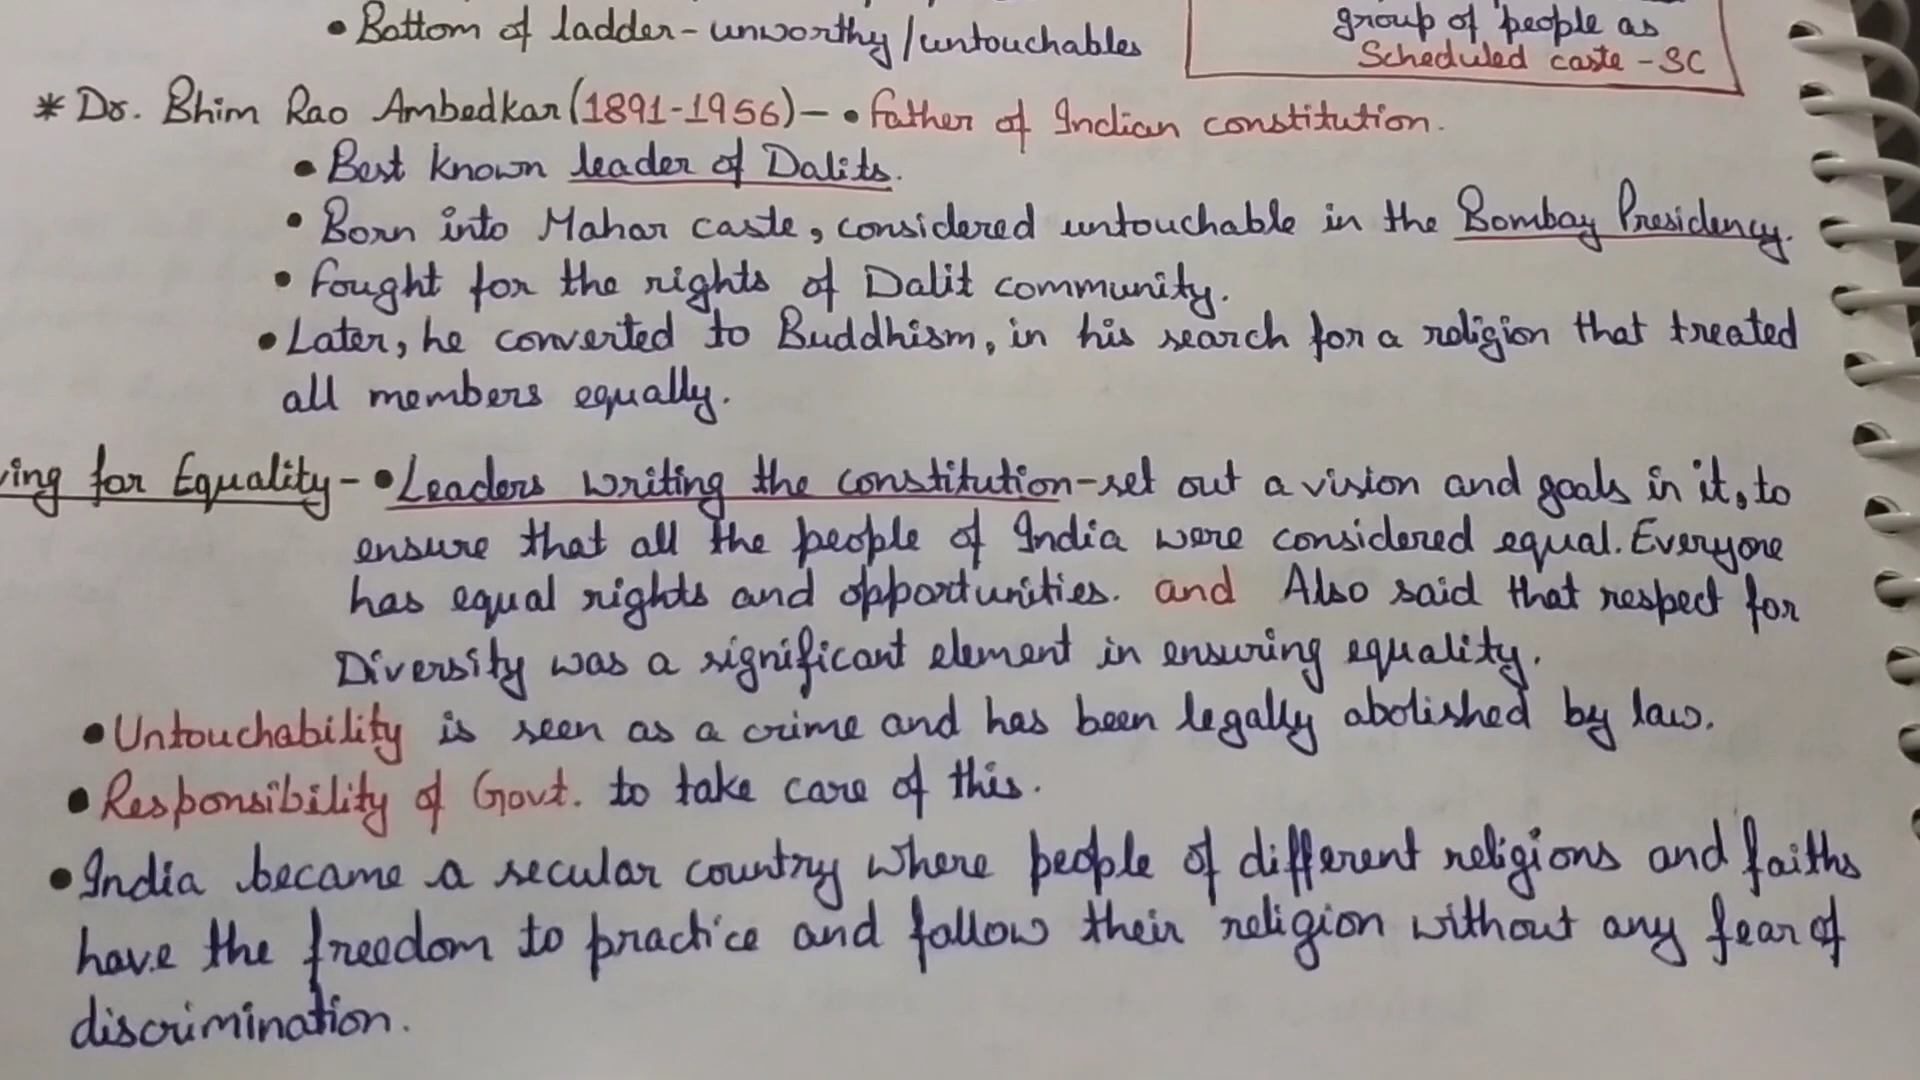 • Bottom of ladder - unworthy/untouchables
group of people as
Scheduled caste - SC
* Dr. Bhim Rao Ambedkar (1891-1956) - • Father of Indian constitution.
• Best known leader of Dalits.
• Born into Mahar caste, considered untouchable in the Bombay Presidency.
• Fought for the rights of Dalit community.
• Later, he converted to Buddhism, in his search for a religion that treated
all members equally.
ing for Equality - • Leaders writing the constitution - set out a vision and goals in it, to
ensure that all the people of India were considered equal. Everyone
has equal rights and opportunities. and Also said that respect for
Diversity was a significant element in ensuring equality.
• Untouchability is seen as a crime and has been legally abolished by law.
• Responsibility of Govt. to take care of this.
• India became a secular country where people of different religions and faiths
have the freedom to practice and follow their religion without any fear of
discrimination.